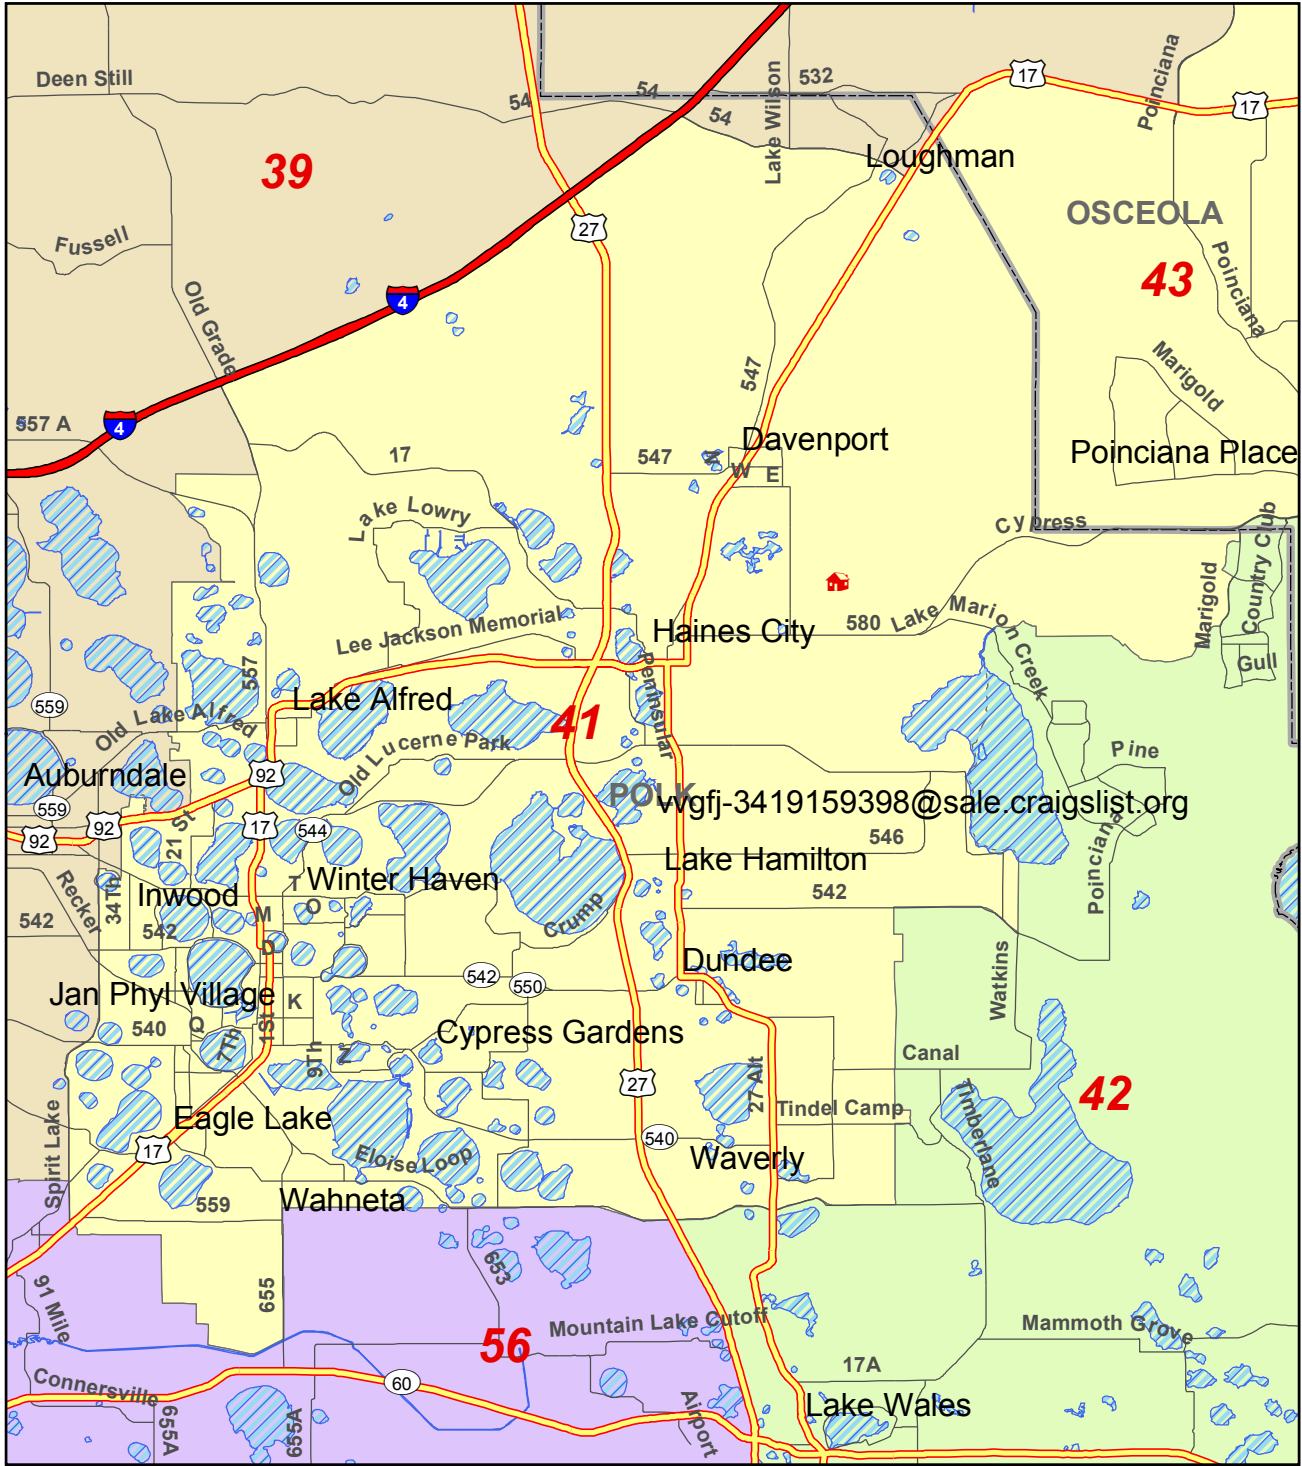 Deen Still
54
54
54
532
17
17
Lake Wilson
Poinciana
39
Loughman
OSCEOLA
Fussell
27
43
Poinciana
Old Grade
4
Marigold
547
557 A
4
Davenport
Poinciana Place
17
547
W
E
Lake Lowry
Cypress
Country Club
Marigold
Lee Jackson Memorial
Haines City
580
Lake Marion Creek
Gull
557
Peninsular
559
Lake Alfred
41
Old Lake Alfred
Old Lucerne Park
Pine
Auburndale
92
POLK
vvgfj-3419159398@sale.craigslist.org
559
92
92
17
544
21 St
546
Poinciana
Lake Hamilton
Recker
34Th
Inwood
T
Winter Haven
542
O
M
Crump
542
542
D
Dundee
Watkins
542
550
Jan Phyl Village
K
540
Q
7Th
1St
Cypress Gardens
9Th
Z
Canal
27
27 Alt
42
Timberlane
Tindel Camp
Eagle Lake
Spirit Lake
17
540
Eloise Loop
Waverly
559
Wahneta
653
655
91 Mile
56
Mountain Lake Cutoff
Mammoth Grove
17A
Connersville
60
Airport
Lake Wales
655A
655A